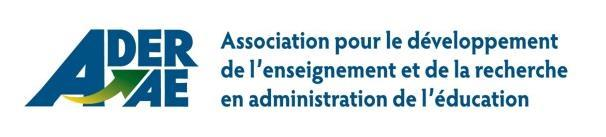 ADER
AE
Association pour le développement
de l'enseignement et de la recherche
en administration de l'éducation